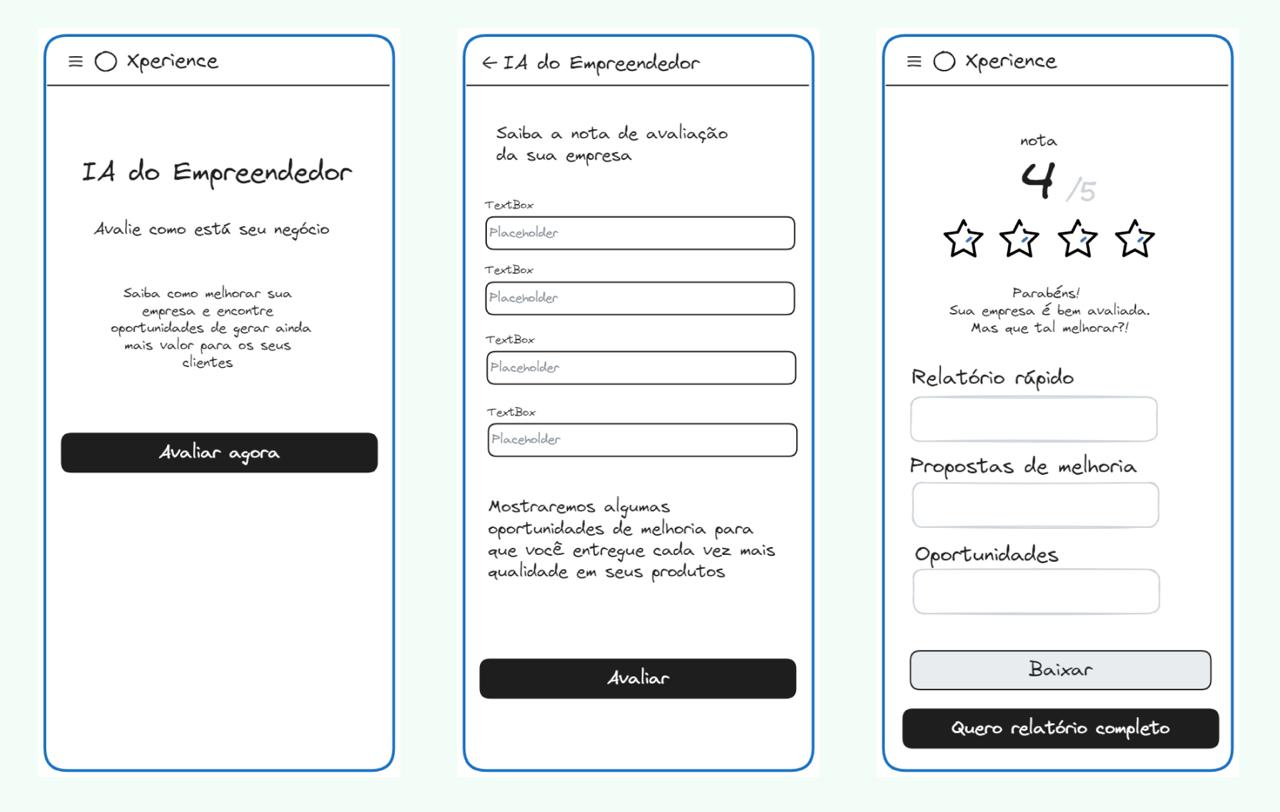 Xperience
IA do Empreendedor
Avalie como está seu negócio
Saiba como melhorar sua
empresa e encontre
oportunidades de gerar ainda
mais valor para os seus
clientes
Avaliar agora
IA do Empreendedor
Saiba a nota de avaliação
da sua empresa
TextBox
Placeholder
TextBox
Placeholder
TextBox
Placeholder
TextBox
Placeholder
Mostraremos algumas
oportunidades de melhoria para
que você entregue cada vez mais
qualidade em seus produtos
Avaliar
Xperience
nota
4 /5
Parabéns!
Sua empresa é bem avaliada.
Mas que tal melhorar?!
Relatório rápido
Propostas de melhoria
Oportunidades
Baixar
Quero relatório completo